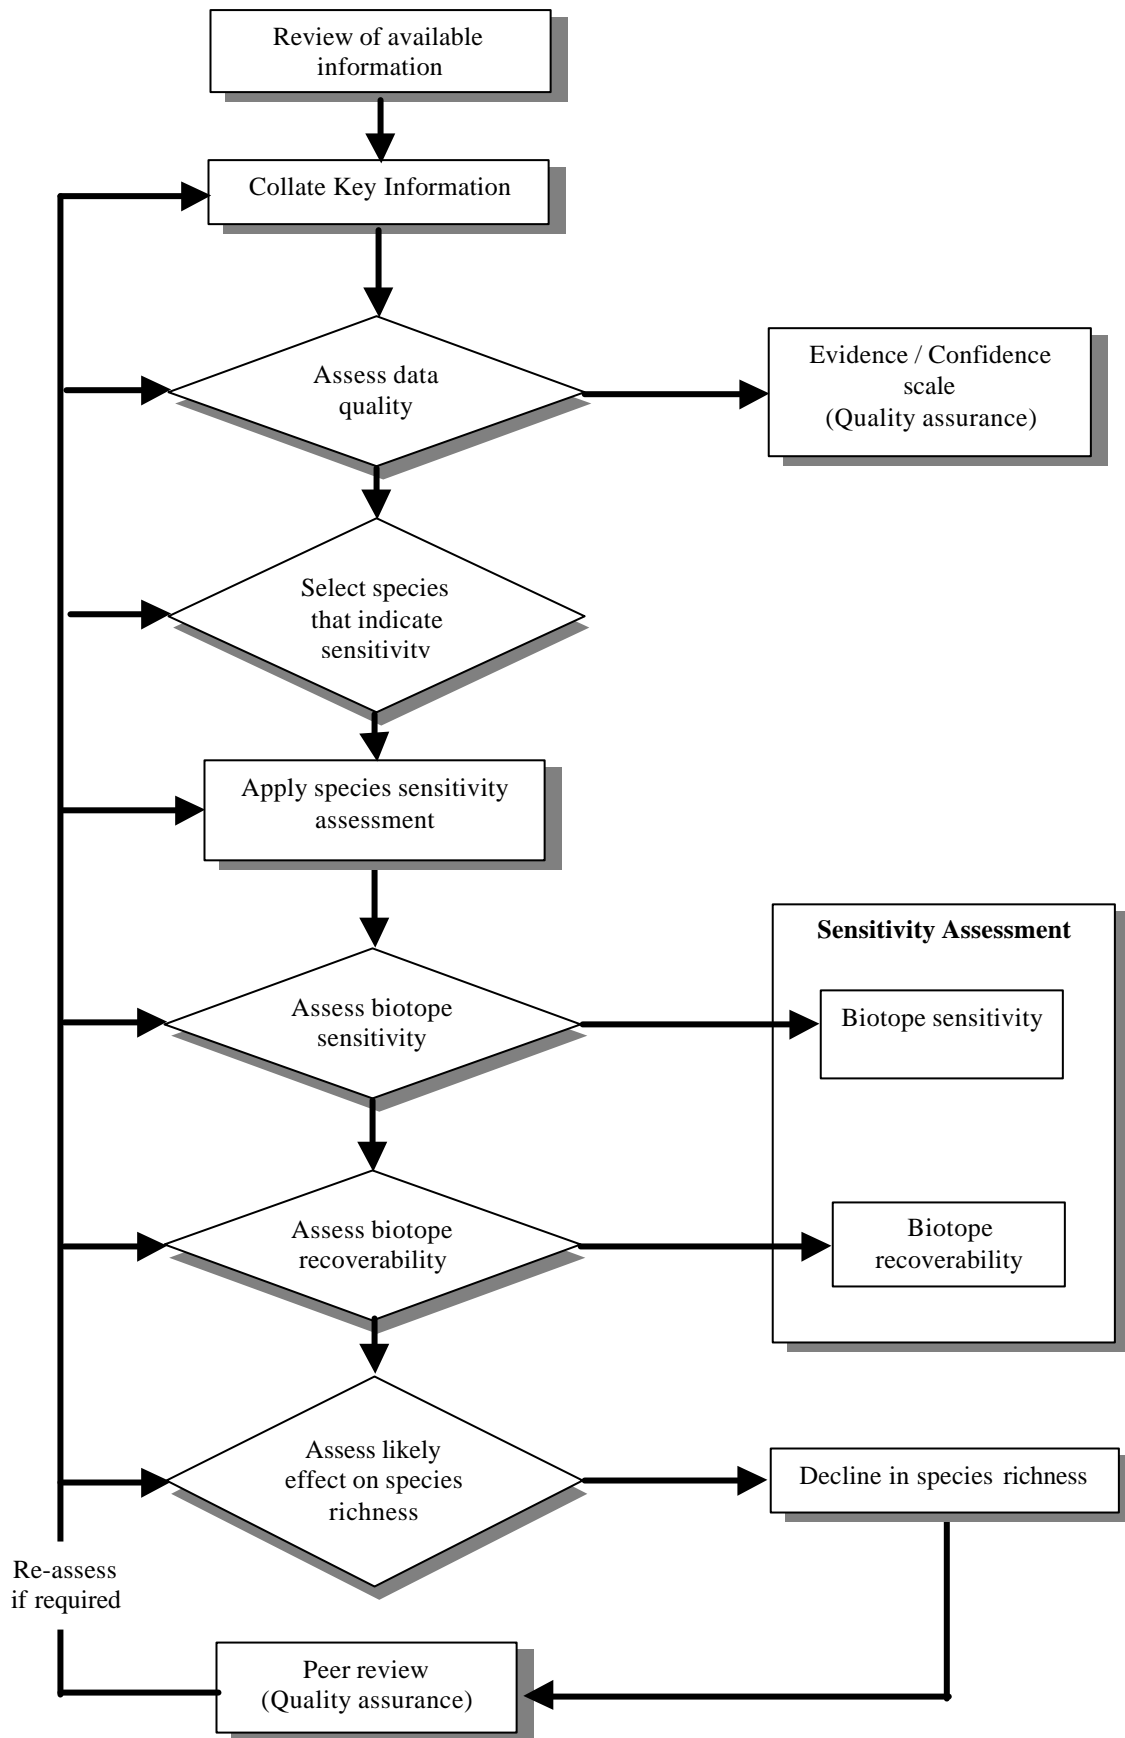 Review of available
information
Collate Key Information
Assess data
quality
Evidence / Confidence
scale
(Quality assurance)
Select species
that indicate
sensitivity
Apply species sensitivity
assessment
Sensitivity Assessment
Assess biotope
sensitivity
Biotope sensitivity
Assess biotope
recoverability
Biotope
recoverability
Assess likely
effect on species
richness
Decline in species richness
Re-assess
if required
Peer review
(Quality assurance)